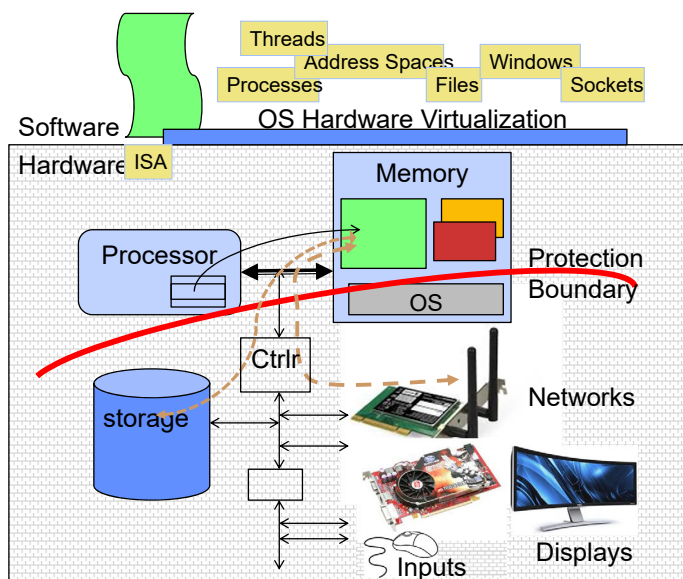 Threads
Address Spaces
Windows
Processes
Files
Sockets
OS Hardware Virtualization
Software
Hardware
ISA
Memory
Processor
Protection
Boundary
OS
Ctrlr
storage
Networks
Inputs
Displays